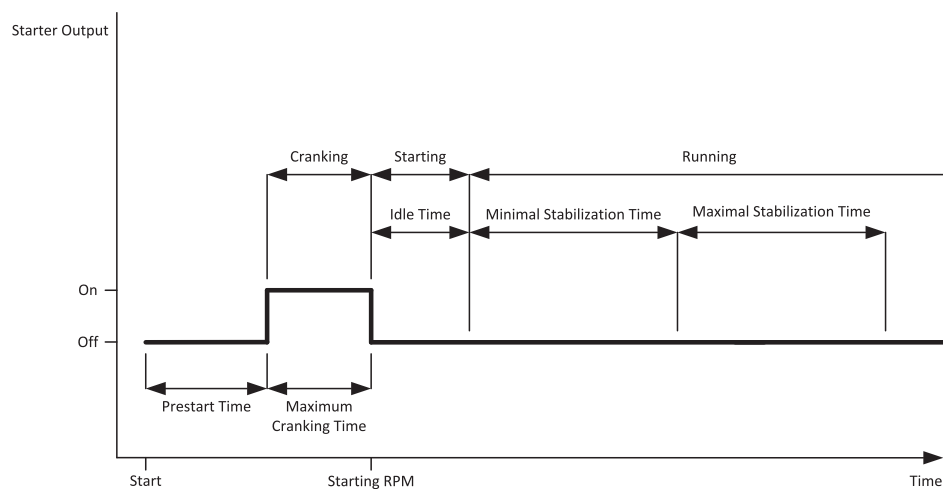 Starter Output
Cranking
Starting
Running
Idle Time
Minimal Stabilization Time
Maximal Stabilization Time
On
Off
Prestart Time
Maximum
Cranking Time
Start
Starting RPM
Time